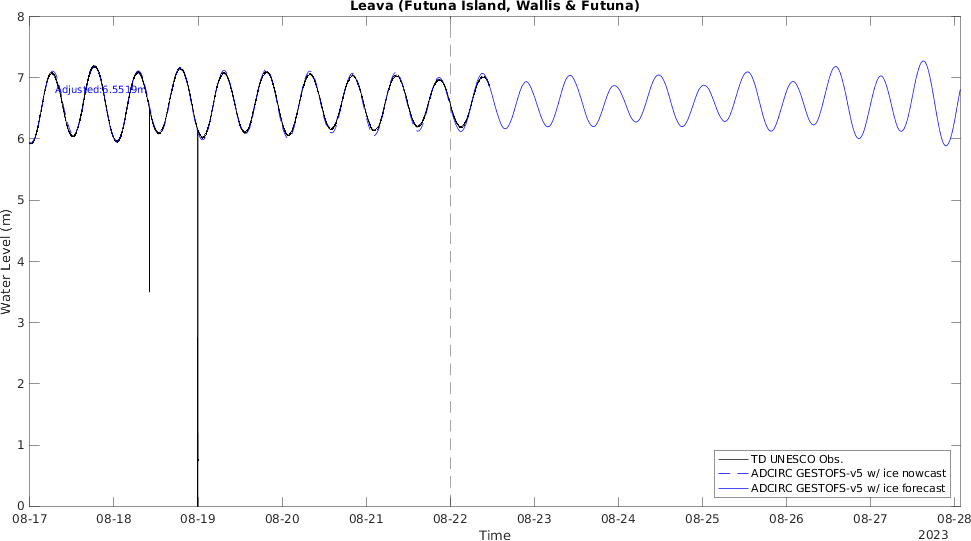 Leava (Futuna Island, Wallis & Futuna)
8
7
6
5
4
3
2
1
0
Water Level (m)
Adjusted:6.5519m
TD UNESCO Obs.
ADCIRC GESTOFS-v5 w/ ice nowcast
ADCIRC GESTOFS-v5 w/ ice forecast
08-17 08-18 08-19 08-20 08-21 08-22 08-23 08-24 08-25 08-26 08-27 08-28
Time
2023